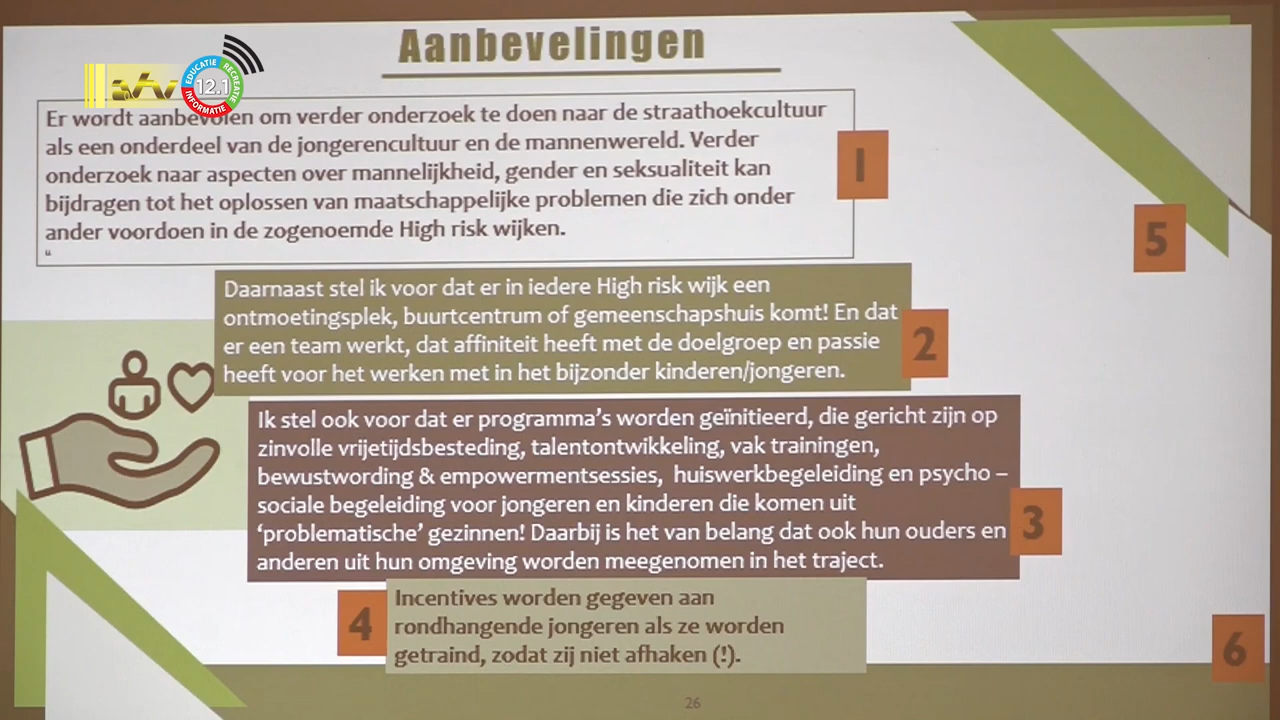 Aanbevelingen
atv
EDUCATIE
RECREATIE
INFORMATIE
12.1
Er wordt aanbevolen om verder onderzoek te doen naar de straathoekcultuur
als een onderdeel van de jongerencultuur en de mannenwereld. Verder
onderzoek naar aspecten over mannelijkheid, gender en seksualiteit kan
bijdragen tot het oplossen van maatschappelijke problemen die zich onder
ander voordoen in de zogenoemde High risk wijken.
“
1
5
Daarnaast stel ik voor dat er in iedere High risk wijk een
ontmoetingsplek, buurtcentrum of gemeenschapshuis komt! En dat
er een team werkt, dat affiniteit heeft met de doelgroep en passie
heeft voor het werken met in het bijzonder kinderen/jongeren.
2
Ik stel ook voor dat er programma’s worden geïnitieerd, die gericht zijn op
zinvolle vrijetijdsbesteding, talentontwikkeling, vak trainingen,
bewustwording & empowermentsessies, huiswerkbegeleiding en psycho –
sociale begeleiding voor jongeren en kinderen die komen uit
‘problematische’ gezinnen! Daarbij is het van belang dat ook hun ouders en
anderen uit hun omgeving worden meegenomen in het traject.
3
4
Incentives worden gegeven aan
rondhangende jongeren als ze worden
getraind, zodat zij niet afhaken (!).
6
26